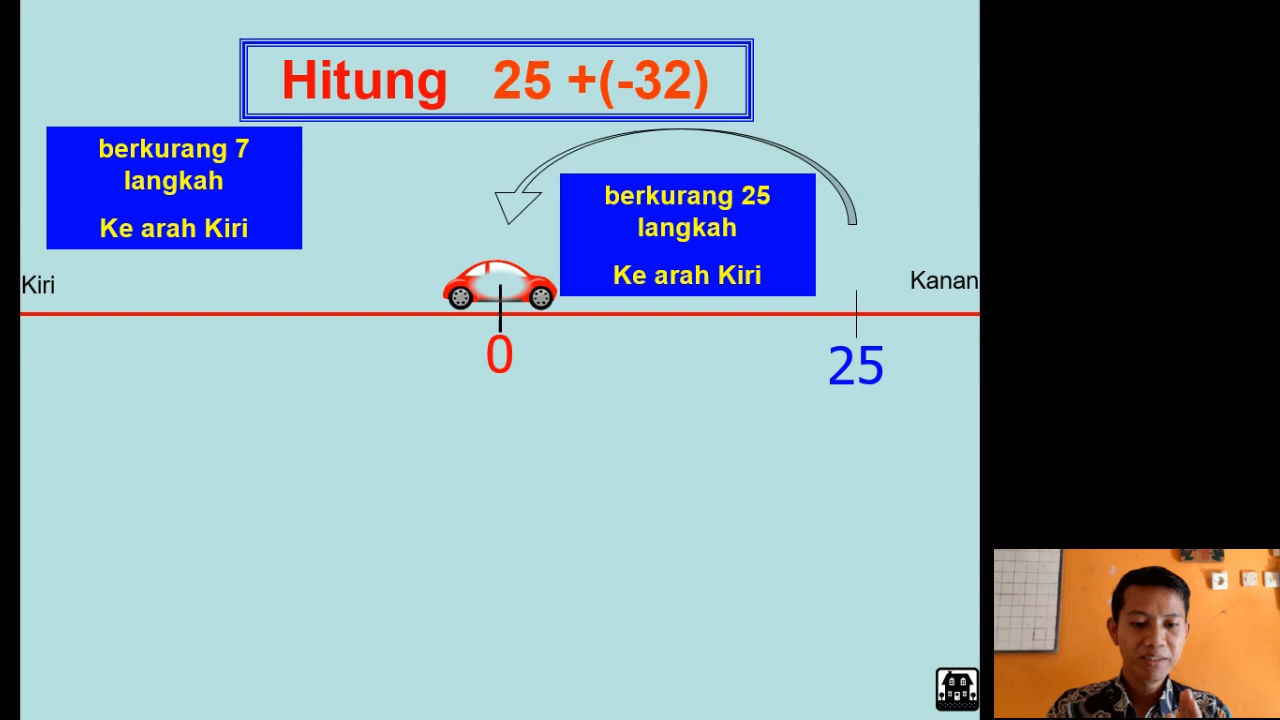 Hitung 25 +(-32)
berkurang 7
langkah
Ke arah Kiri
berkurang 25
langkah
Ke arah Kiri
Kiri
Kanan
0
25